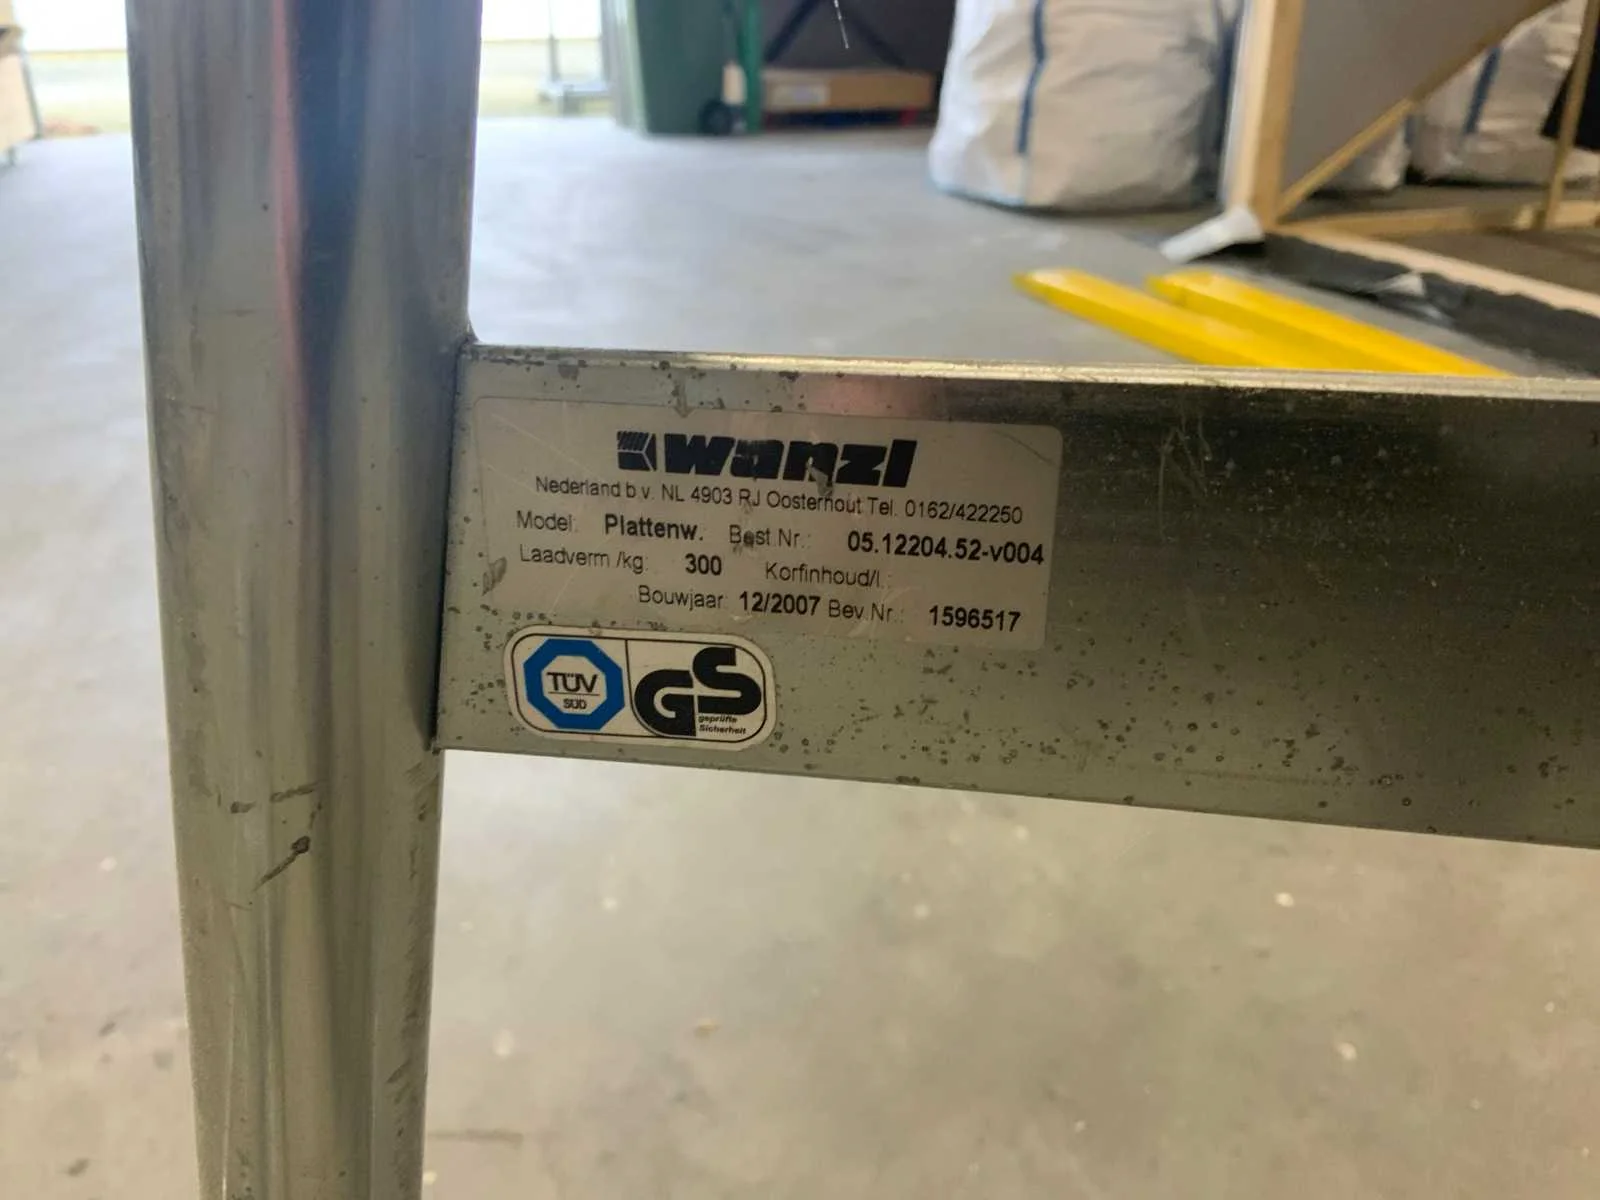 wanzl
Nederland b.v. NL 4903 RJ Oosterhout Tel. 0162/422250
Model: Plattenw. Best.Nr.: 05.12204.52-v004
Laadverm./kg: 300 Korfinhoud/l.:
Bouwjaar: 12/2007 Bev.Nr.: 1596517
TÜV
SÜD
GS
geprüfte
Sicherheit